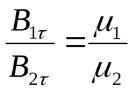 B₁τ / B₂τ = μ₁ / μ₂